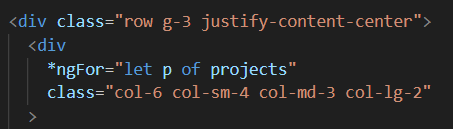 <div class="row g-3 justify-content-center">
<div
*ngFor="let p of projects"
class="col-6 col-sm-4 col-md-3 col-lg-2"
>